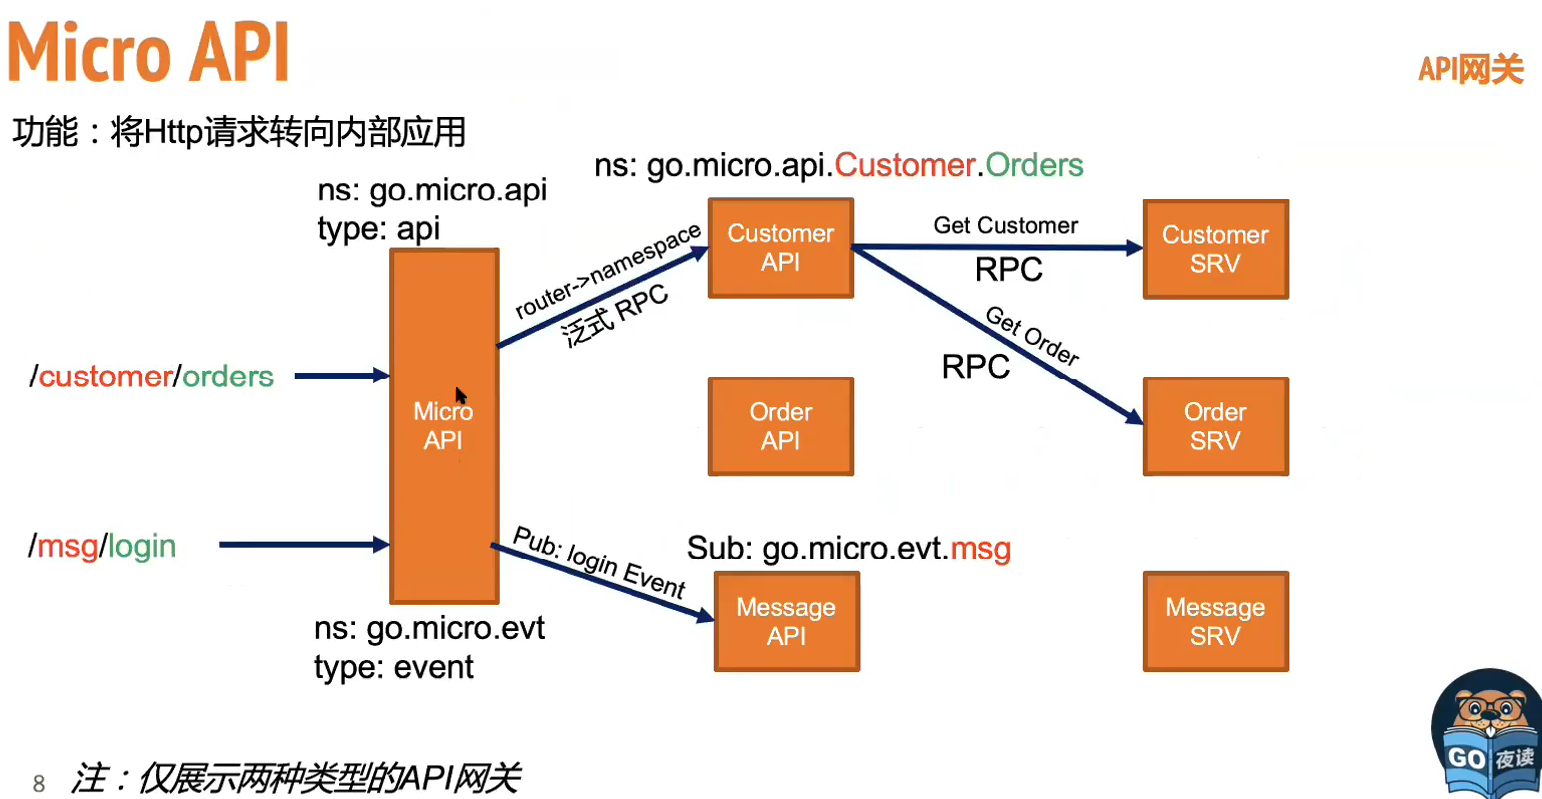 Micro API
API网关
功能：将Http请求转向内部应用
ns: go.micro.api.Customer.Orders
ns: go.micro.api
type: api
router->namespace
泛式 RPC
Customer
API
Get Customer
RPC
Customer
SRV
Get Order
RPC
/customer/orders
Micro
API
Order
API
Order
SRV
/msg/login
Pub: login Event
Sub: go.micro.evt.msg
Message
API
Message
SRV
ns: go.micro.evt
type: event
GO 夜读
8
注：仅展示两种类型的API网关